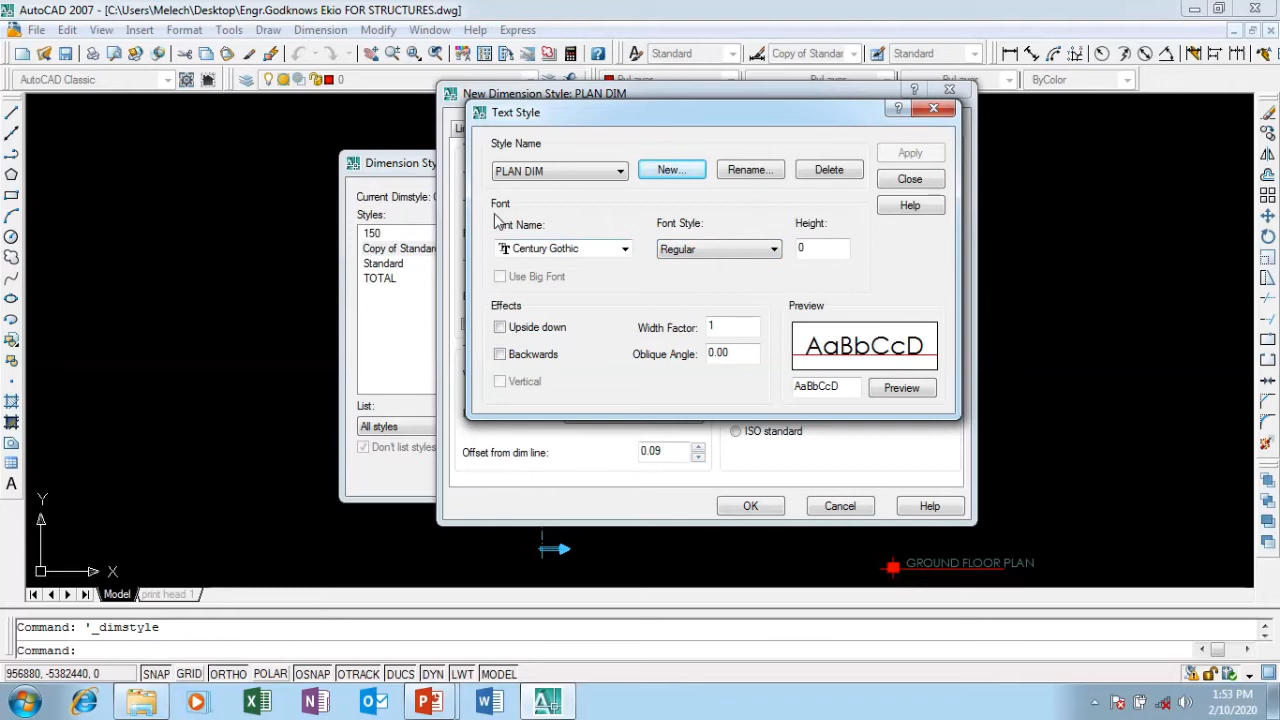 AutoCAD 2007 - [C:\Users\Melech\Desktop\Engr.Godknows Ekio FOR STRUCTURES.dwg]
File Edit View Insert Format Tools Draw Dimension Modify Window Help Express
Standard Copy of Standar Standard
AutoCAD Classic 0 ByColor
New Dimension Style: PLAN DIM
Text Style
Style Name
PLAN DIM New... Rename... Delete Apply
Close
Help
Font
Name: Font Style: Height:
Century Gothic Regular 0
Use Big Font
Effects Preview
Upside down Width Factor: 1
Backwards Oblique Angle: 0.00
Vertical
AaBbCcD
AaBbCcD Preview
Dimension Sty
Current Dimstyle:
Styles:
150
Copy of Standar
Standard
TOTAL
List:
All styles
Don't list styles
ISO standard
Offset from dim line: 0.09
OK Cancel Help
Y
X
GROUND FLOOR PLAN
Model print head 1
Command: '_dimstyle
Command:
956880, -5382440, 0 SNAP GRID ORTHO POLAR OSNAP OTRACK DUCS DYN LWT MODEL
1:53 PM
2/10/2020